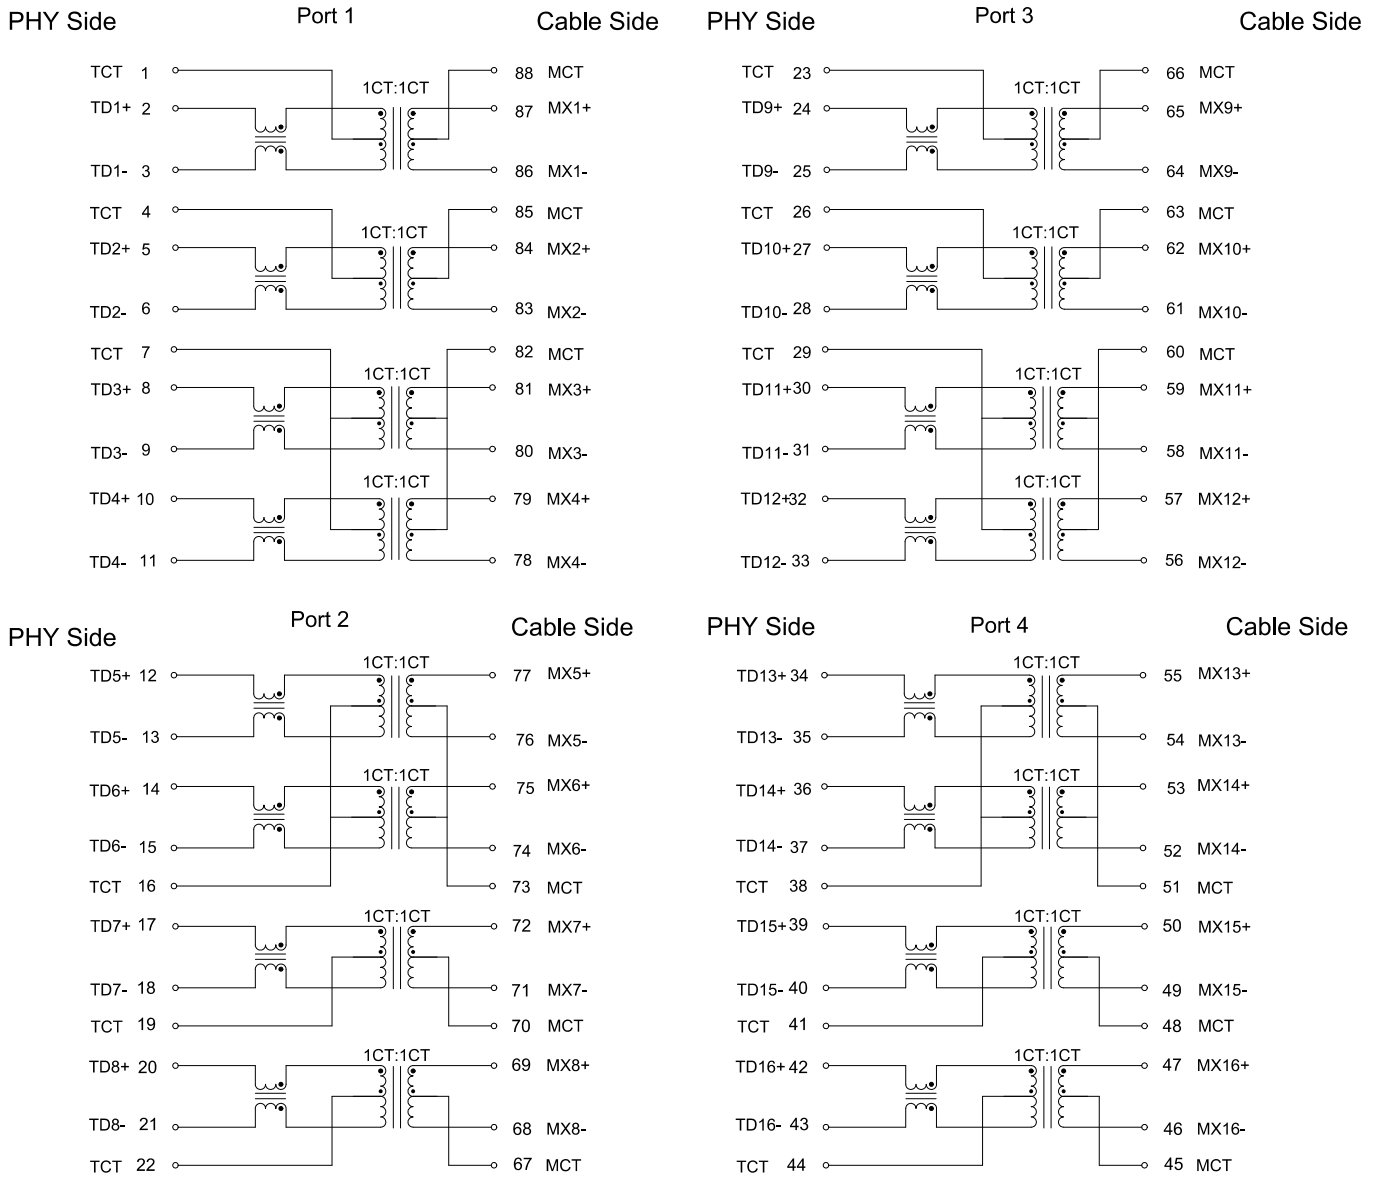 Port 1
PHY Side
Cable Side
TCT 1
1CT:1CT
88 MCT
TD1+ 2
87 MX1+
TD1- 3
86 MX1-
TCT 4
85 MCT
1CT:1CT
TD2+ 5
84 MX2+
TD2- 6
83 MX2-
TCT 7
82 MCT
1CT:1CT
TD3+ 8
81 MX3+
TD3- 9
80 MX3-
1CT:1CT
TD4+ 10
79 MX4+
TD4- 11
78 MX4-
Port 3
PHY Side
Cable Side
TCT 23
66 MCT
1CT:1CT
TD9+ 24
65 MX9+
TD9- 25
64 MX9-
TCT 26
63 MCT
1CT:1CT
TD10+ 27
62 MX10+
TD10- 28
61 MX10-
TCT 29
60 MCT
1CT:1CT
TD11+ 30
59 MX11+
TD11- 31
58 MX11-
1CT:1CT
TD12+ 32
57 MX12+
TD12- 33
56 MX12-
Port 2
PHY Side
Cable Side
1CT:1CT
TD5+ 12
77 MX5+
TD5- 13
76 MX5-
1CT:1CT
TD6+ 14
75 MX6+
TD6- 15
74 MX6-
TCT 16
73 MCT
1CT:1CT
TD7+ 17
72 MX7+
TD7- 18
71 MX7-
TCT 19
70 MCT
1CT:1CT
TD8+ 20
69 MX8+
TD8- 21
68 MX8-
TCT 22
67 MCT
Port 4
PHY Side
Cable Side
1CT:1CT
TD13+ 34
55 MX13+
TD13- 35
54 MX13-
1CT:1CT
TD14+ 36
53 MX14+
TD14- 37
52 MX14-
TCT 38
51 MCT
1CT:1CT
TD15+ 39
50 MX15+
TD15- 40
49 MX15-
TCT 41
48 MCT
1CT:1CT
TD16+ 42
47 MX16+
TD16- 43
46 MX16-
TCT 44
45 MCT